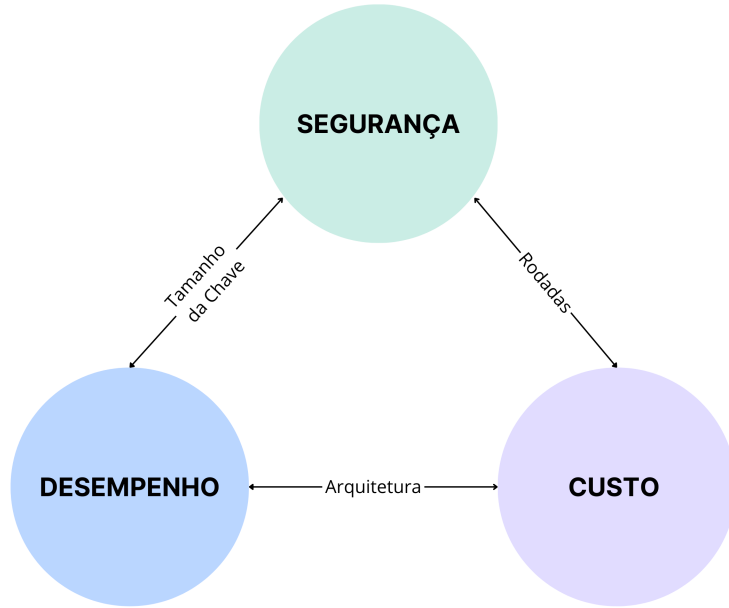 SEGURANÇA
Tamanho
da Chave
Rodadas
DESEMPENHO
Arquitetura
CUSTO